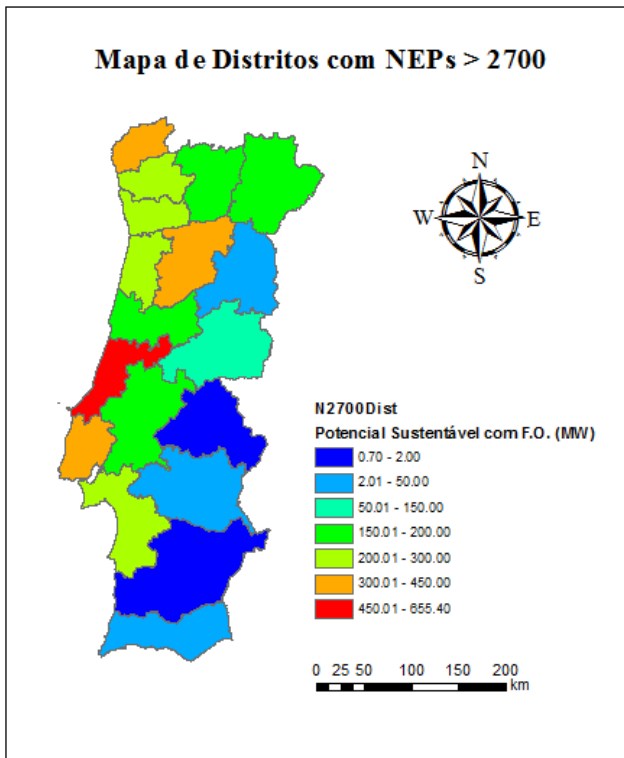 Mapa de Distritos com NEPs > 2700
N
W E
S
N2700Dist
Potencial Sustentável com F.O. (MW)
0.70 - 2.00
2.01 - 50.00
50.01 - 150.00
150.01 - 200.00
200.01 - 300.00
300.01 - 450.00
450.01 - 655.40
0 25 50 100 150 200
km